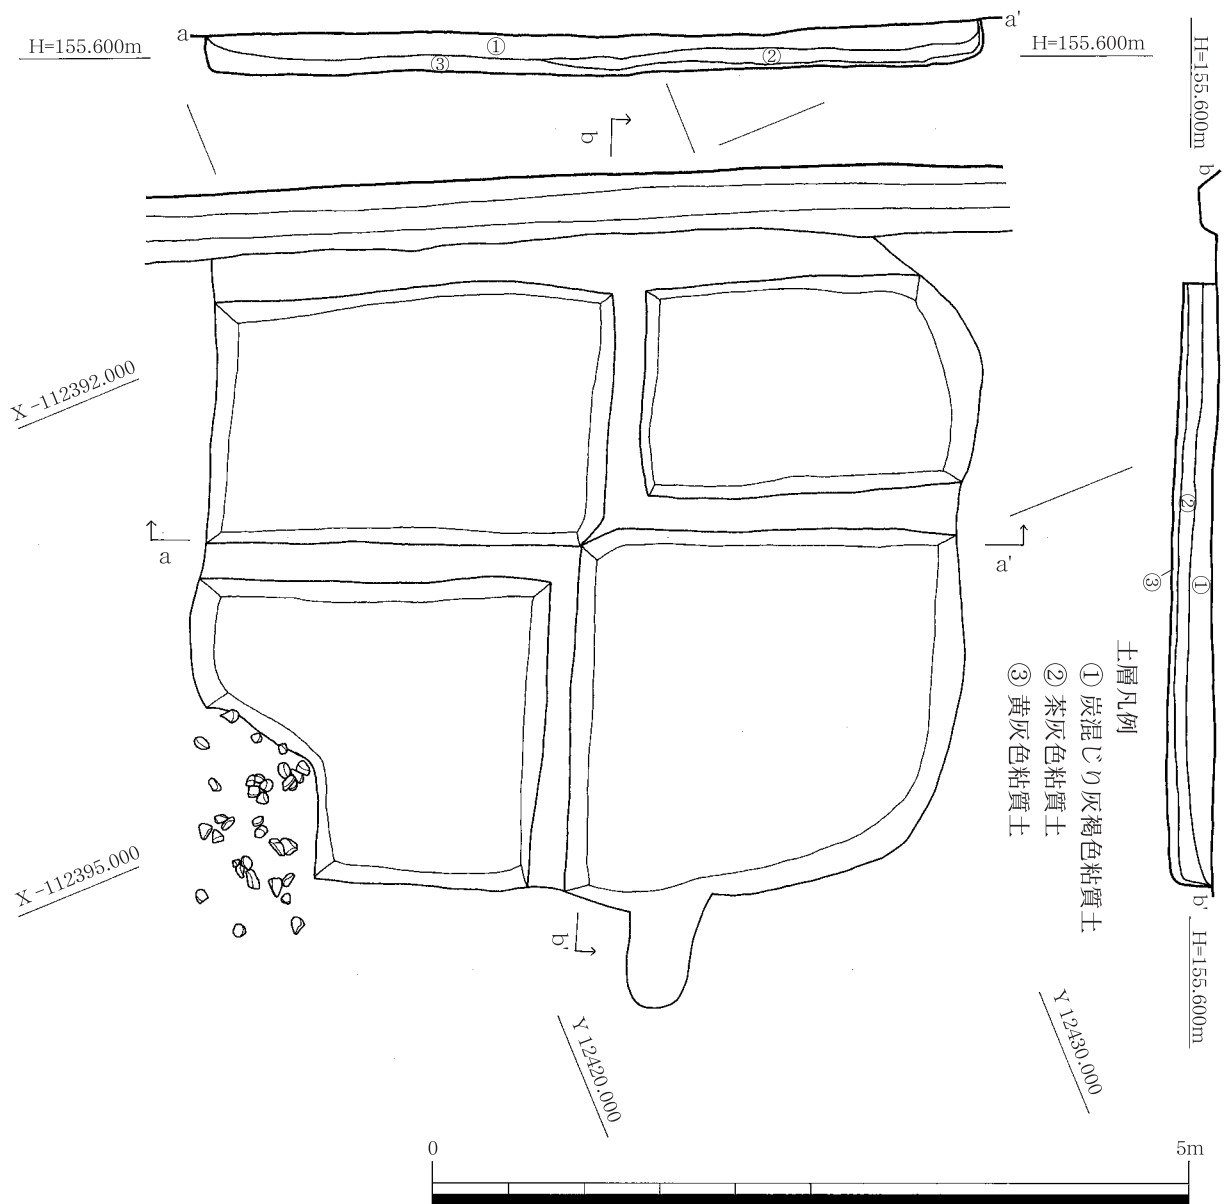 a
a'
H=155.600m
①
②
③
H=155.600m
H=155.600m
b
b
X -112392.000
a
a'
②
③
①
土層凡例
① 炭混じり灰褐色粘質土
② 茶灰色粘質土
③ 黄灰色粘質土
X -112395.000
b'
b'
H=155.600m
Y 12420.000
Y 12430.000
0
5m